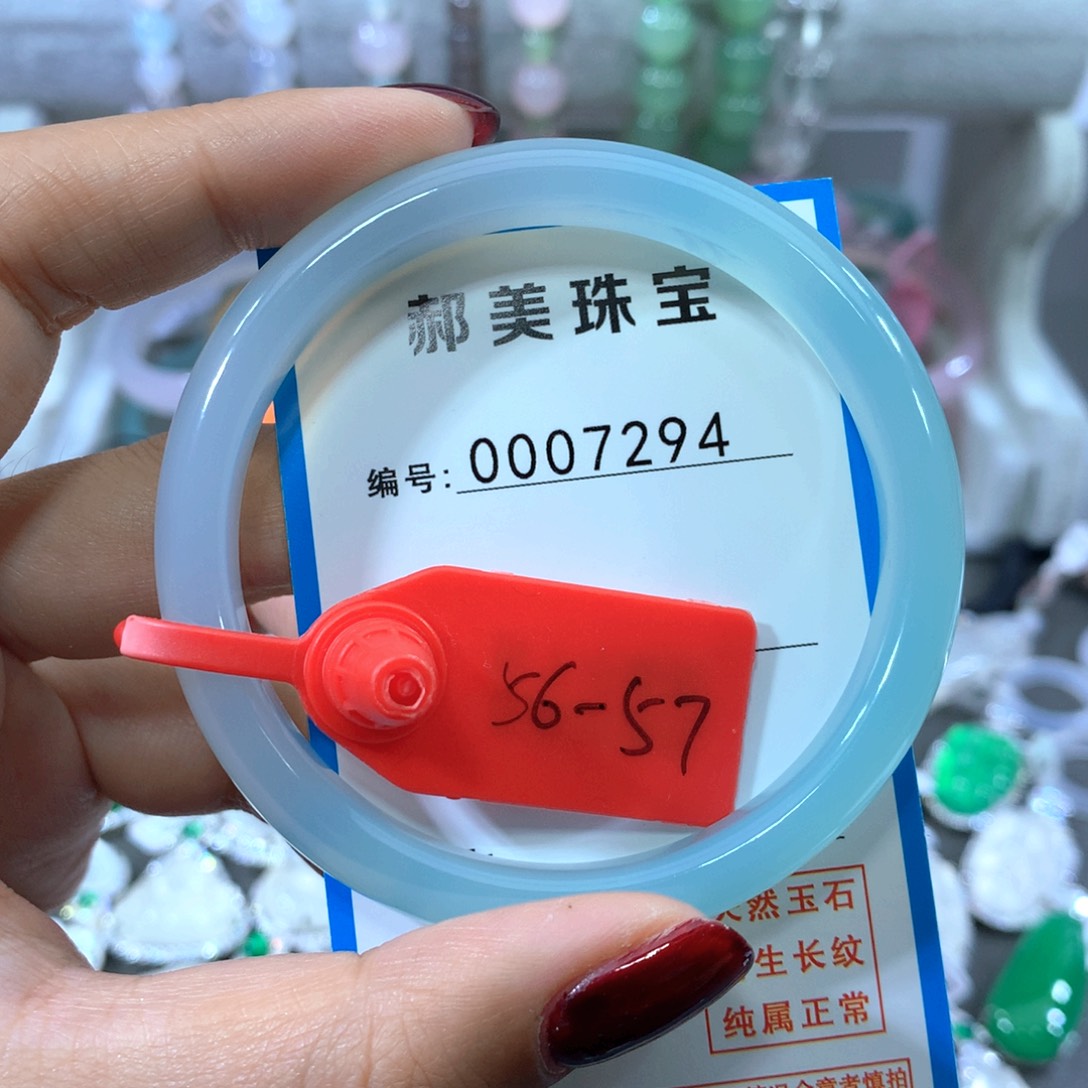 郝美珠宝
编号: 0007294
56-57
然玉石
生长纹
纯属正常